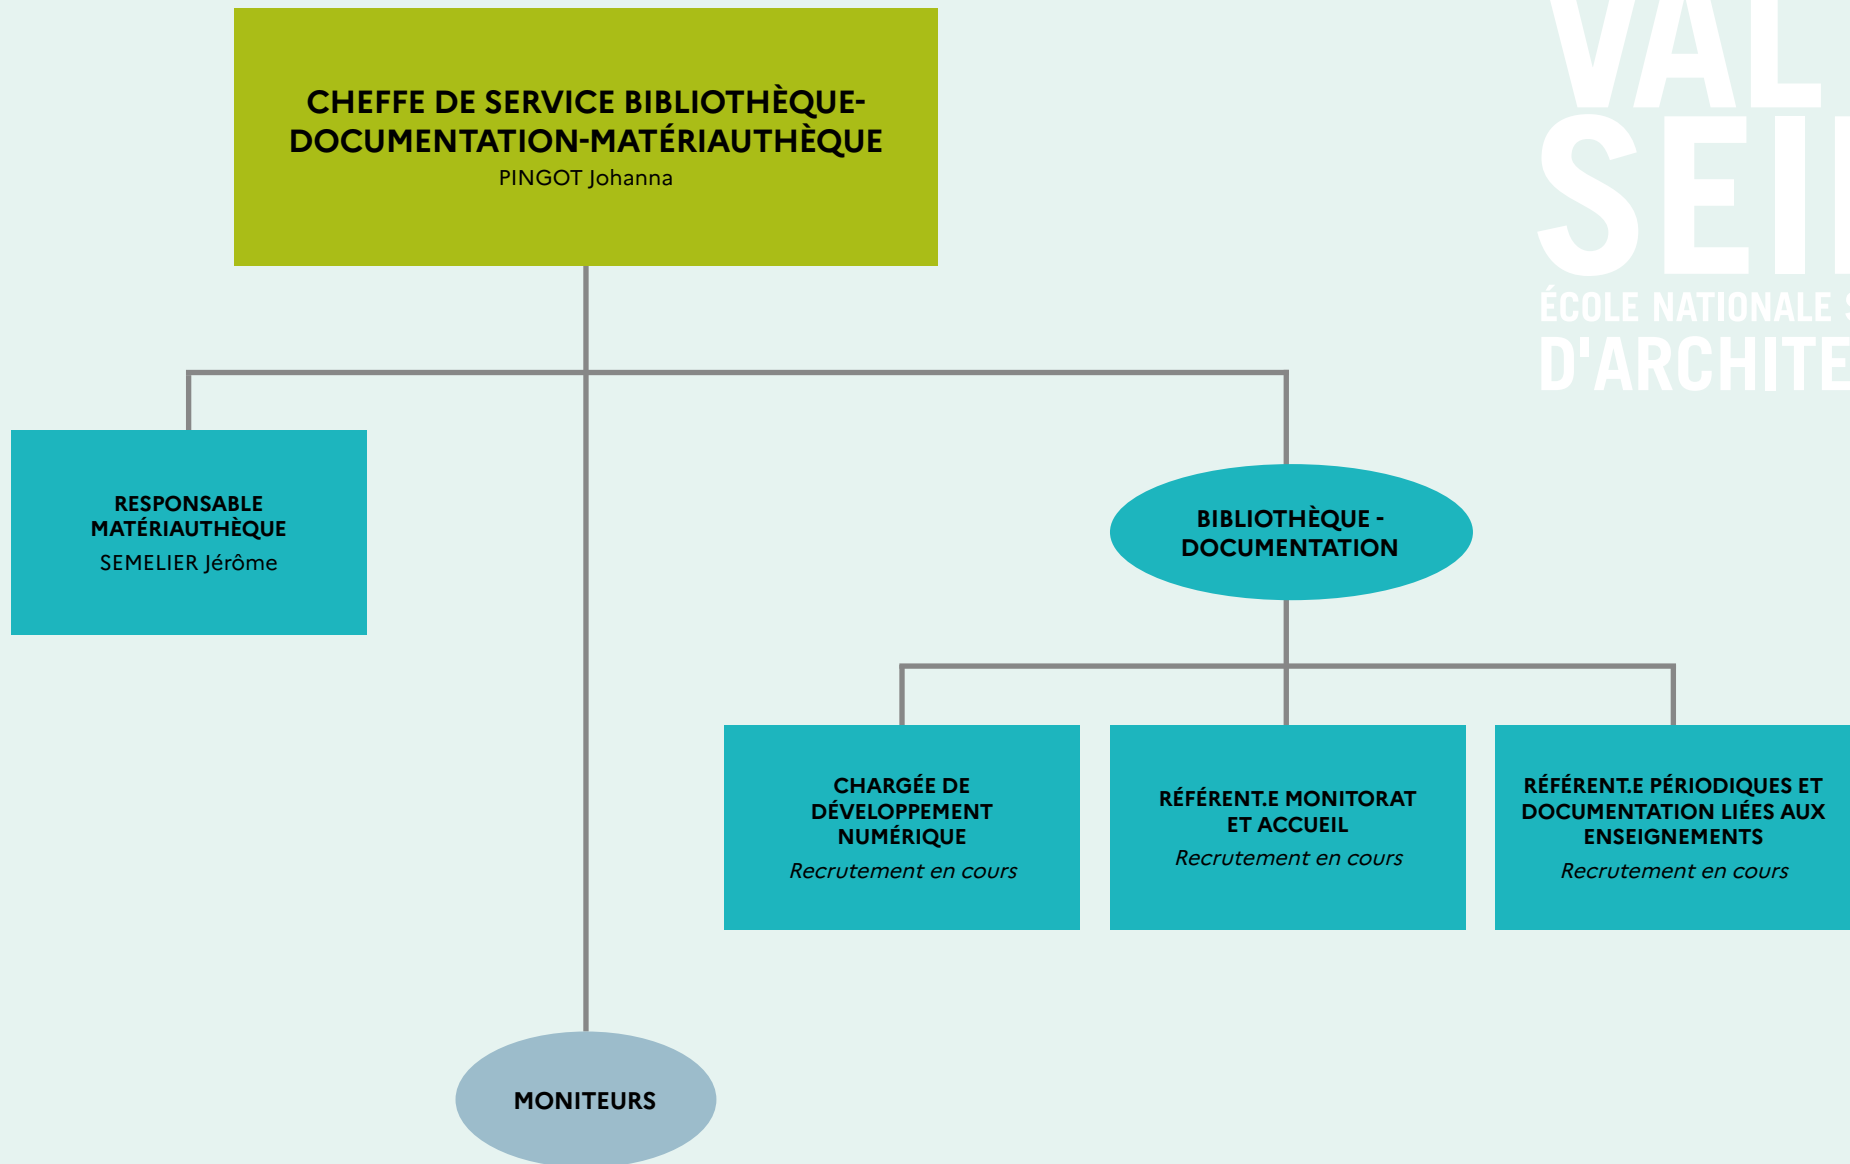 CHEFFE DE SERVICE BIBLIOTHÈQUE-
DOCUMENTATION-MATÉRIAUTHÈQUE
PINGOT Johanna
VAL
ÉCOLE NATIONALE
RESPONSABLE
MATÉRIAUTHÈQUE
SEMELIER Jérôme
BIBLIOTHÈQUE -
DOCUMENTATION
CHARGÉE DE
DÉVELOPPEMENT
NUMÉRIQUE
Recrutement en cours
RÉFÉRENT.E MONITORAT
ET ACCUEIL
Recrutement en cours
RÉFÉRENT.E PÉRIODIQUES ET
DOCUMENTATION LIÉES AUX
ENSEIGNEMENTS
Recrutement en cours
MONITEURS